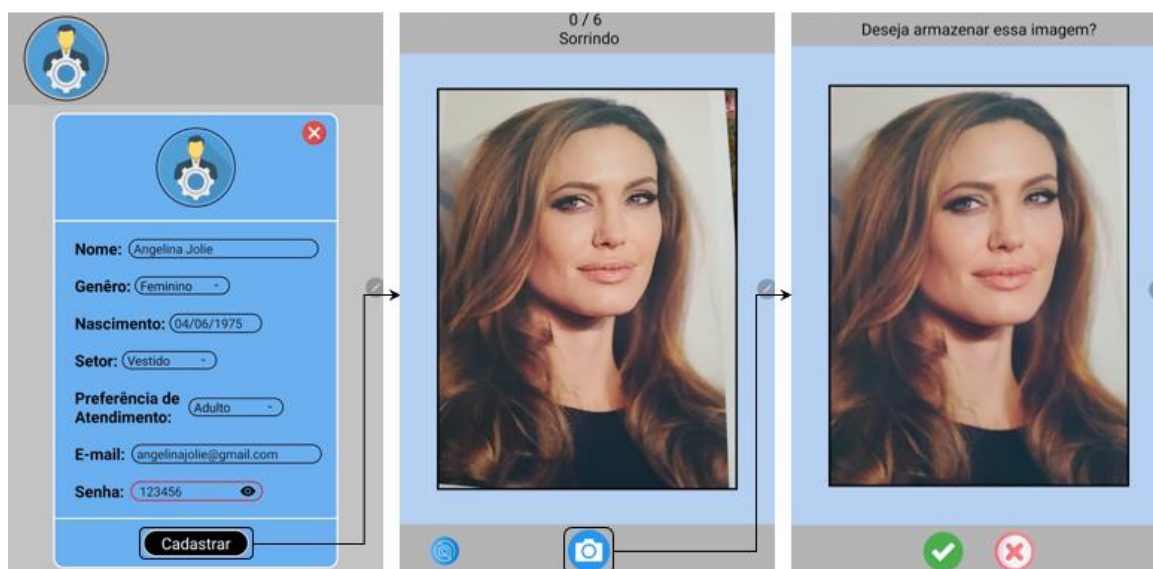 Nome: Angelina Jolie
Genêro: Feminino
Nascimento: 04/06/1975
Setor: Vestido
Preferência de
Atendimento: Adulto
E-mail: angelinajolie@gmail.com
Senha: 123456
Cadastrar
0 / 6
Sorrindo
Deseja armazenar essa imagem?